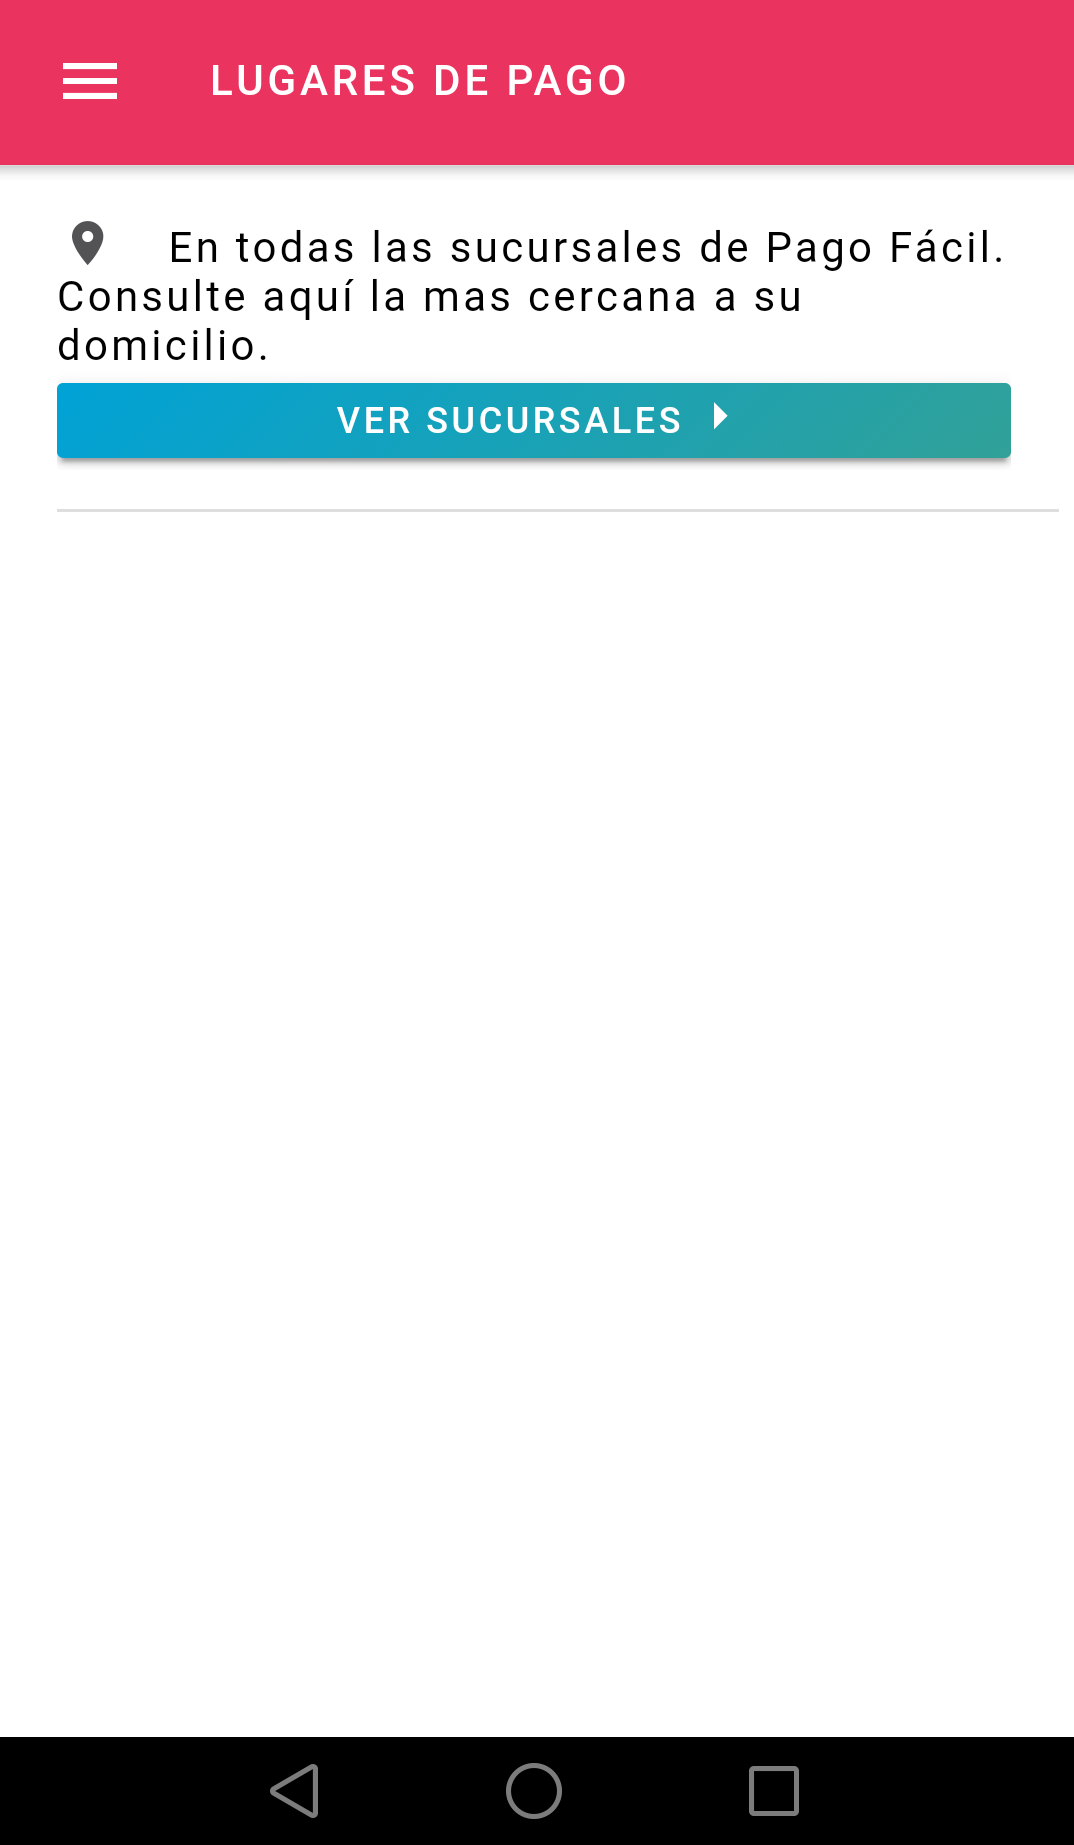 LUGARES DE PAGO
En todas las sucursales de Pago Fácil.
Consulte aquí la mas cercana a su
domicilio.
VER SUCURSALES